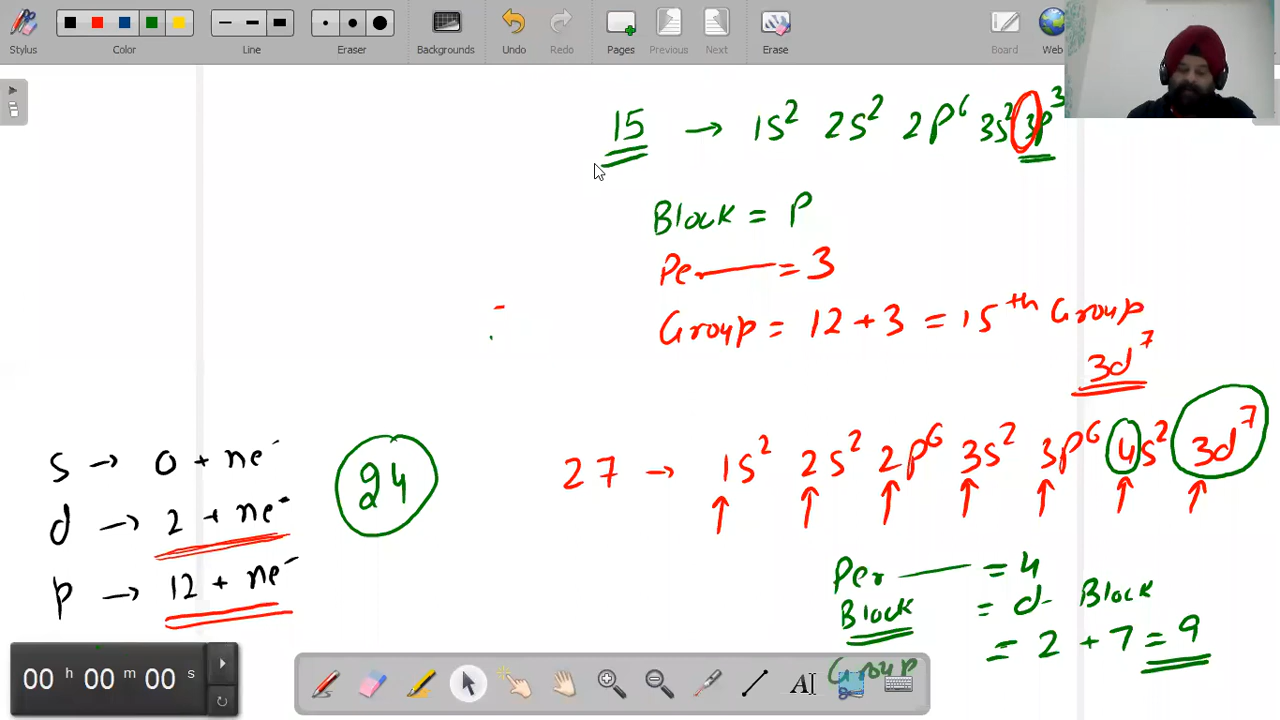 Stylus Color Line Eraser Backgrounds Undo Redo Pages Previous Next Erase Board Web
15 → 1s² 2s² 2p⁶ 3s² 3p³
Block = P
Per = 3
Group = 12 + 3 = 15ᵗʰ Group
3d⁷
s → 0 + ne⁻
d → 2 + ne⁻
p → 12 + ne⁻
24
27 → 1s² 2s² 2p⁶ 3s² 3p⁶ 4s² 3d⁷
Per = 4
Block = d- Block
Group = 2 + 7 = 9
00 h 00 m 00 s